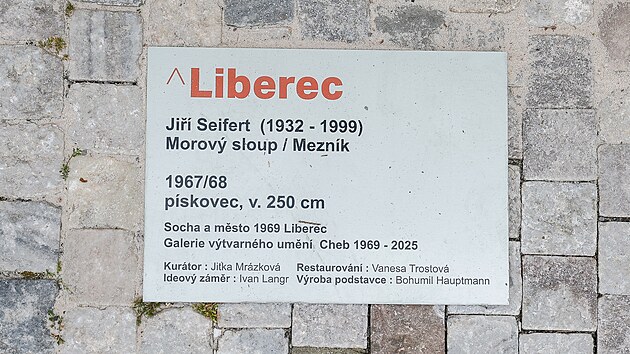 ^Liberec
Jiří Seifert (1932 - 1999)
Morový sloup / Mezník
1967/68
pískovec, v. 250 cm
Socha a město 1969 Liberec
Galerie výtvarného umění Cheb 1969 - 2025
Kurátor : Jiťka Mrázková Restaurování : Vanesa Trostová
Ideový záměr : Ivan Langr Výroba podstavce : Bohumil Hauptmann